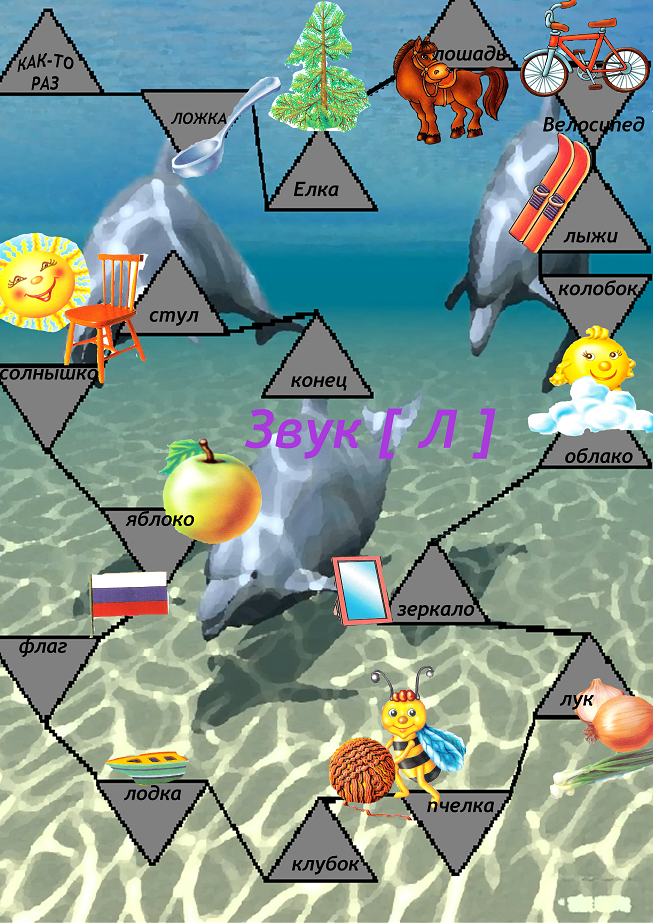 КАК-ТО
РАЗ
ЛОЖКА
Елка
лошадь
Велосипед
лыжи
колобок
облако
зеркало
лук
пчелка
клубок
лодка
флаг
яблоко
солнышко
стул
конец
Звук [ Л ]